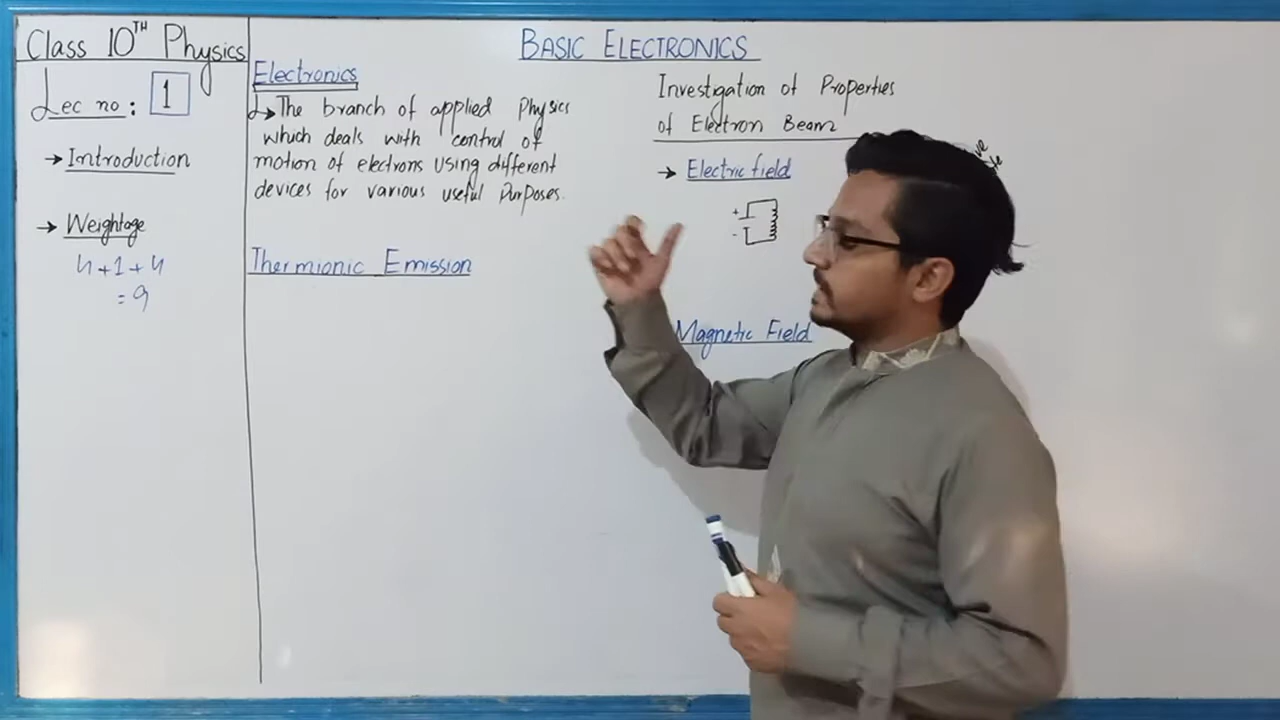 Class 10TH Physics
Lec no: 1
→ Introduction
→ Weightage
4+1+4
= 9
BASIC ELECTRONICS
Electronics
↳ The branch of applied Physics
which deals with control of
motion of electrons using different
devices for various useful Purposes.
Thermionic Emission
Investigation of Properties
of Electron Beam
→ Electric field
+
-
Magnetic Field